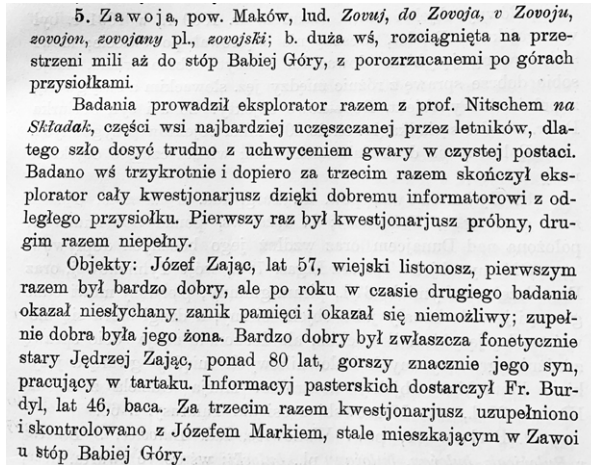 5. Zawoja, pow. Maków, lud. Zovuj, do Zovoja, v Zovoju,
zovojon, zovojany pl., zovojski; b. duża wś, rozciągnięta na prze-
strzeni mili aż do stóp Babiej Góry, z porozrzucanemi po górach
przysiołkami.
Badania prowadził eksplorator razem z prof. Nitschem na
Składak, części wsi najbardziej uczęszczanej przez letników, dla-
tego szło dosyć trudno z uchwyceniem gwary w czystej postaci.
Badano wś trzykrotnie i dopiero za trzecim razem skończył eks-
plorator cały kwestjonarjusz dzięki dobremu informatorowi z od-
ległego przysiołku. Pierwszy raz był kwestjonarjusz próbny, dru-
gim razem niepełny.
Objekty: Józef Zając, lat 57, wiejski listonosz, pierwszym
razem był bardzo dobry, ale po roku w czasie drugiego badania
okazał niesłychany zanik pamięci i okazał się niemożliwy; zupeł-
nie dobra była jego żona. Bardzo dobry był zwłaszcza fonetycznie
stary Jędrzej Zając, ponad 80 lat, gorszy znacznie jego syn,
pracujący w tartaku. Informacyj pasterskich dostarczył Fr. Bur-
dyl, lat 46, baca. Za trzecim razem kwestjonarjusz uzupełniono
i skontrolowano z Józefem Markiem, stale mieszkającym w Zawoi
u stóp Babiej Góry.